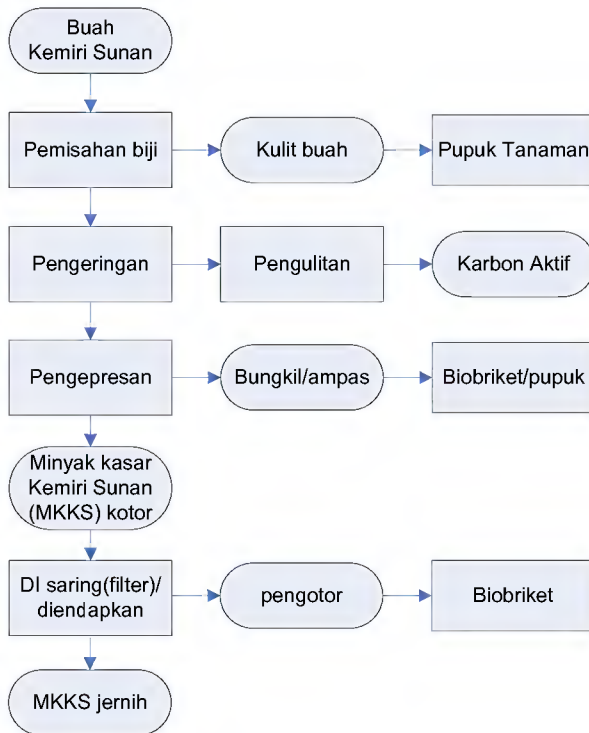 Buah
Kemiri Sunan
Pemisahan biji
Kulit buah
Pupuk Tanaman
Pengeringan
Pengulitan
Karbon Aktif
Pengepresan
Bungkil/ampas
Biobriket/pupuk
Minyak kasar
Kemiri Sunan
(MKKS) kotor
DI saring(filter)/
diendapkan
pengotor
Biobriket
MKKS jernih